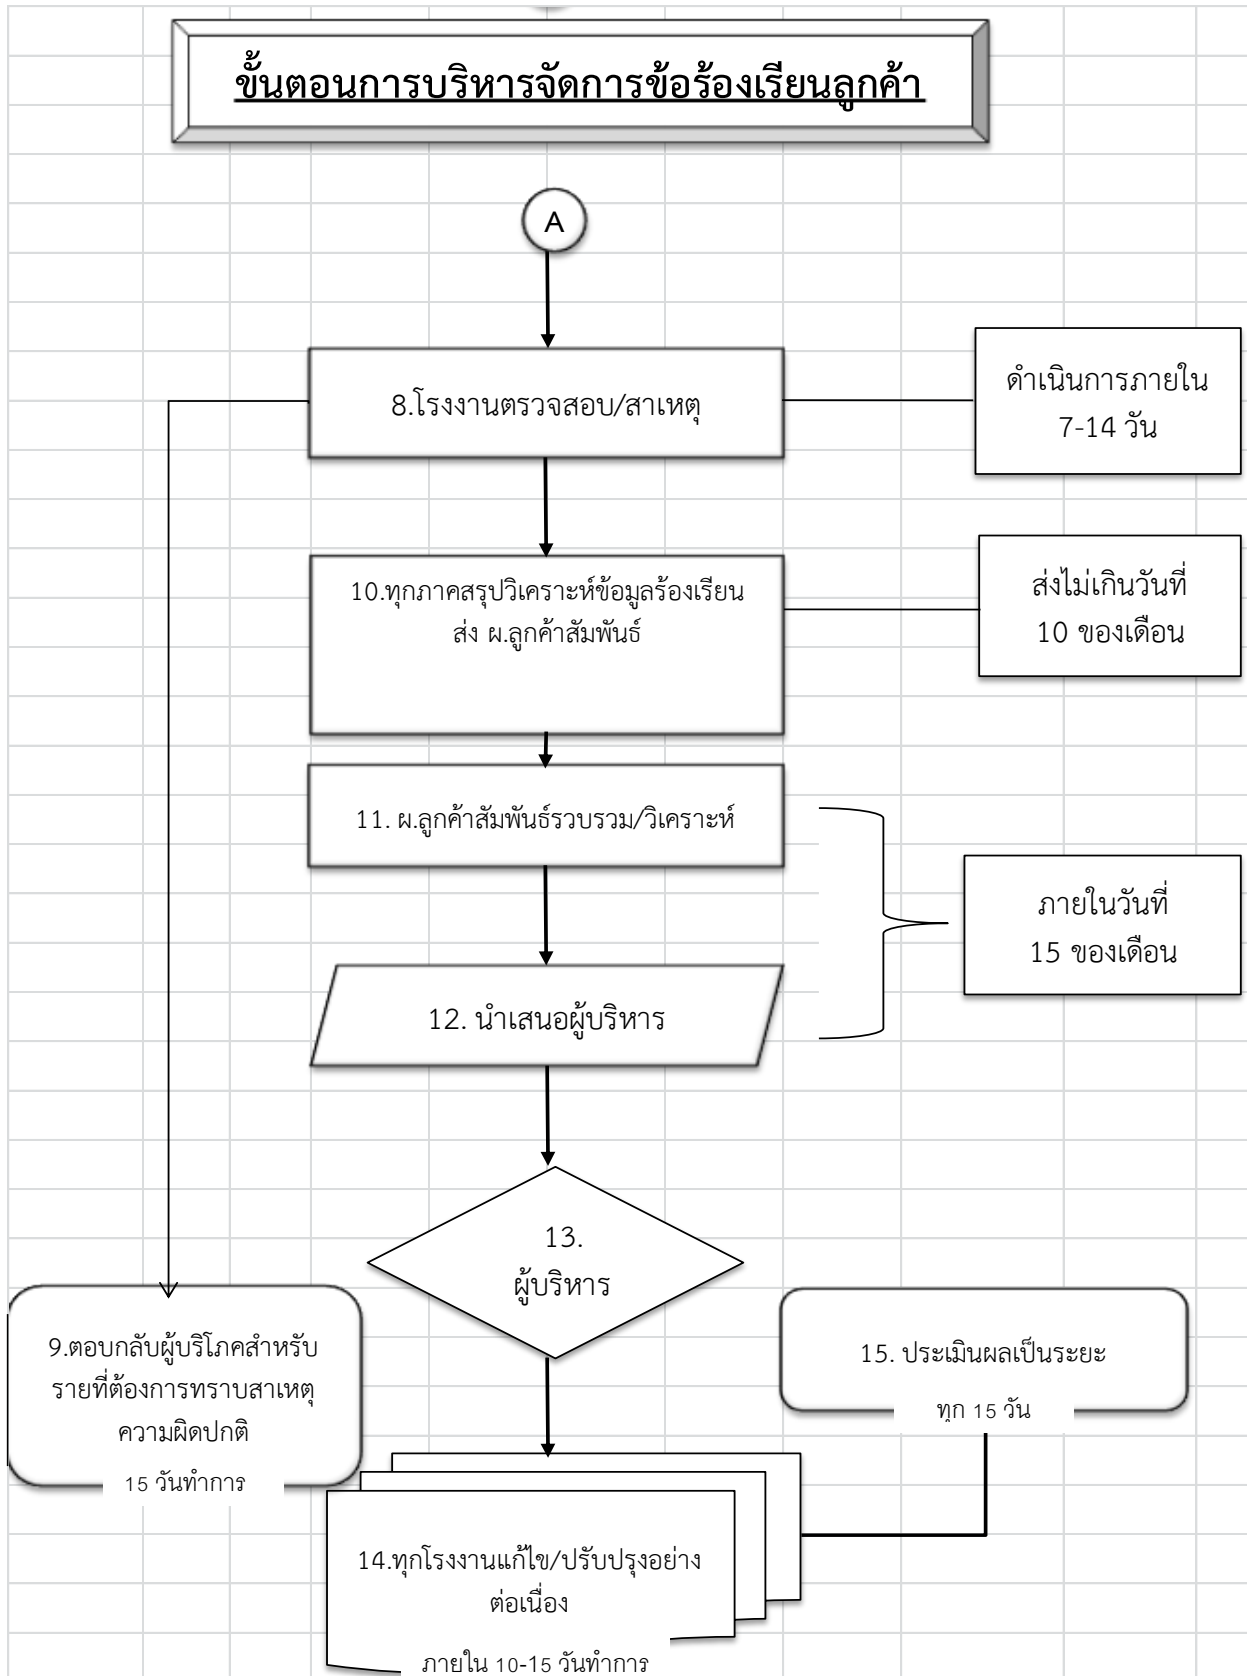 ขั้นตอนการบริหารจัดการข้อร้องเรียนลูกค้า
A
8.โรงงานตรวจสอบ/สาเหตุ
ดำเนินการภายใน
7-14 วัน
10.ทุกภาคสรุปวิเคราะห์ข้อมูลร้องเรียน
ส่ง ผ.ลูกค้าสัมพันธ์
ส่งไม่เกินวันที่
10 ของเดือน
11. ผ.ลูกค้าสัมพันธ์รวบรวม/วิเคราะห์
ภายในวันที่
15 ของเดือน
12. นำเสนอผู้บริหาร
13.
ผู้บริหาร
9.ตอบกลับผู้บริโภคสำหรับ
รายที่ต้องการทราบสาเหตุ
ความผิดปกติ
15 วันทำการ
15. ประเมินผลเป็นระยะ
ทุก 15 วัน
14.ทุกโรงงานแก้ไข/ปรับปรุงอย่าง
ต่อเนื่อง
ภายใน 10-15 วันทำการ